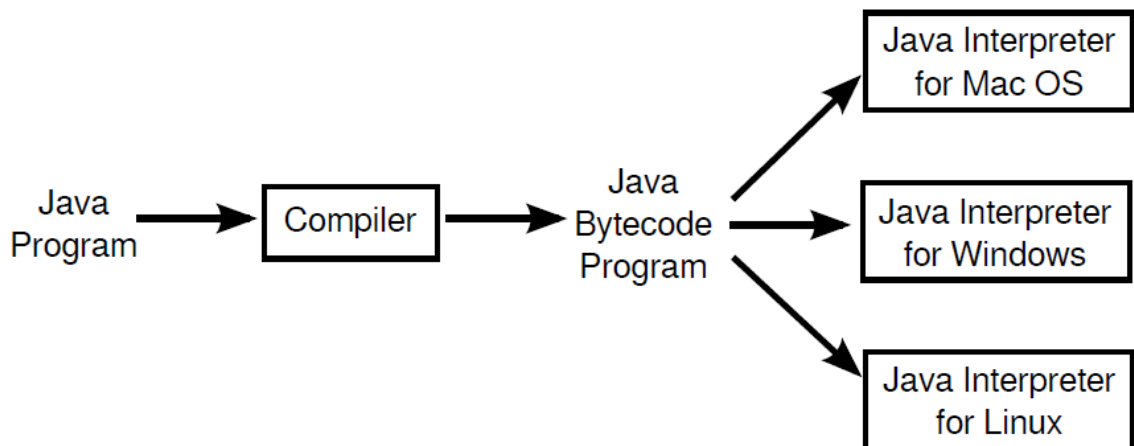 Java
Program
Compiler
Java
Bytecode
Program
Java Interpreter
for Mac OS
Java Interpreter
for Windows
Java Interpreter
for Linux